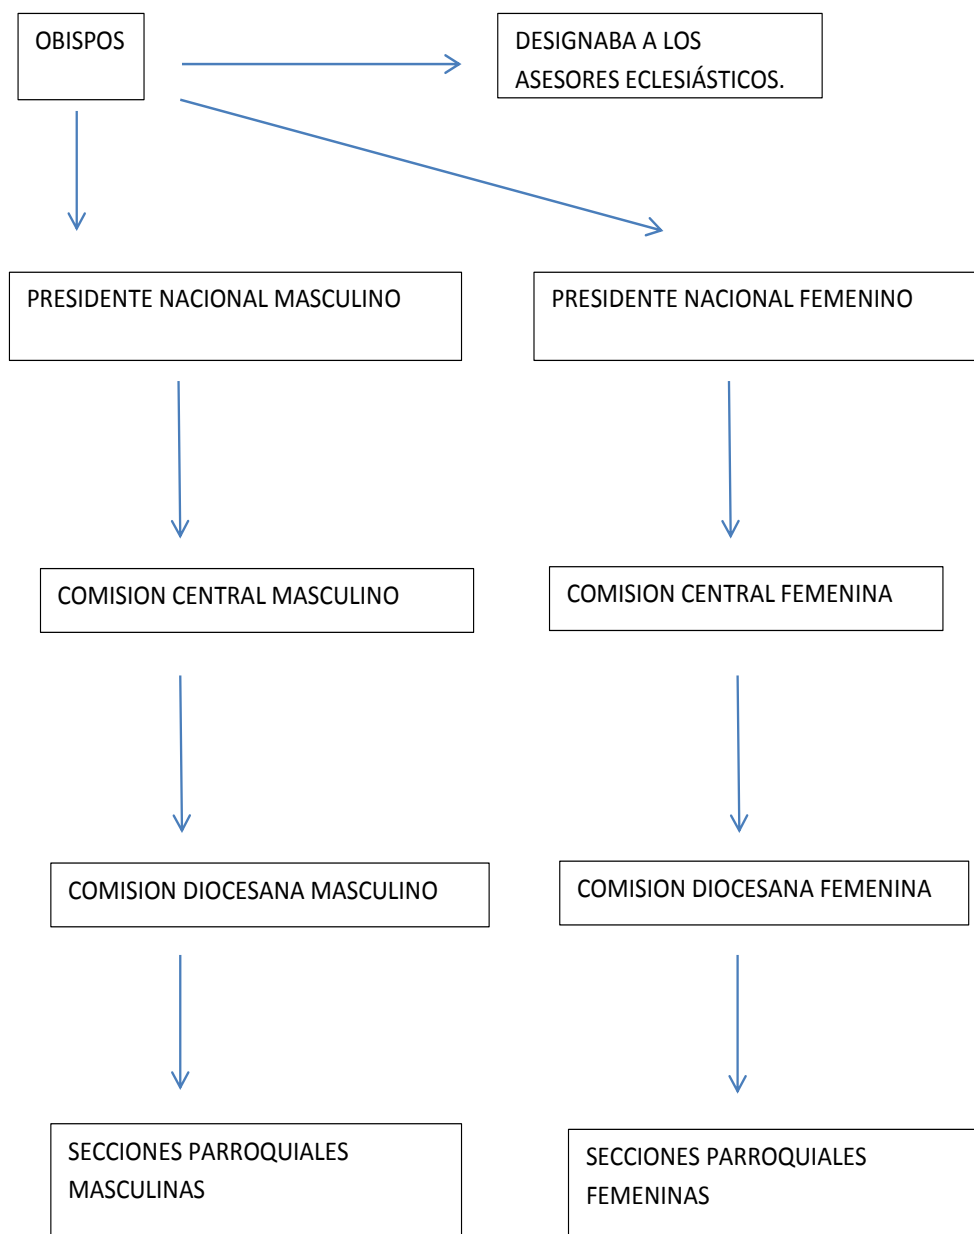 OBISPOS
DESIGNABA A LOS
ASESORES ECLESIÁSTICOS.
PRESIDENTE NACIONAL MASCULINO
PRESIDENTE NACIONAL FEMENINO
COMISION CENTRAL MASCULINO
COMISION CENTRAL FEMENINA
COMISION DIOCESANA MASCULINO
COMISION DIOCESANA FEMENINA
SECCIONES PARROQUIALES
MASCULINAS
SECCIONES PARROQUIALES
FEMENINAS